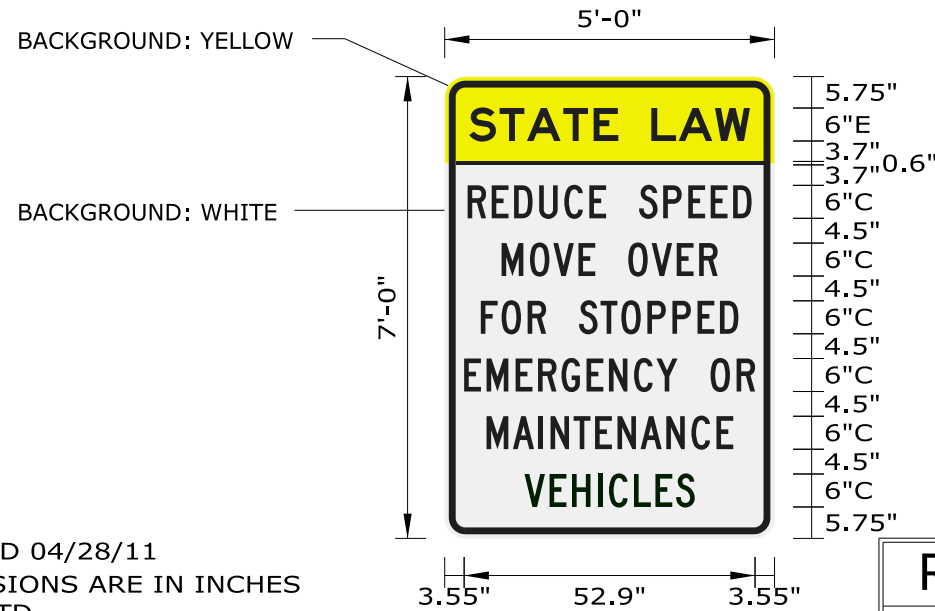 5'-0"
BACKGROUND: YELLOW
STATE LAW
BACKGROUND: WHITE
REDUCE SPEED
MOVE OVER
FOR STOPPED
EMERGENCY OR
MAINTENANCE
VEHICLES
7'-0"
5.75"
6"E
3.7"
0.6"
3.7"
6"C
4.5"
6"C
4.5"
6"C
4.5"
6"C
4.5"
6"C
4.5"
6"C
5.75"
3.55" 52.9" 3.55"
D 04/28/11
SIONS ARE IN INCHES